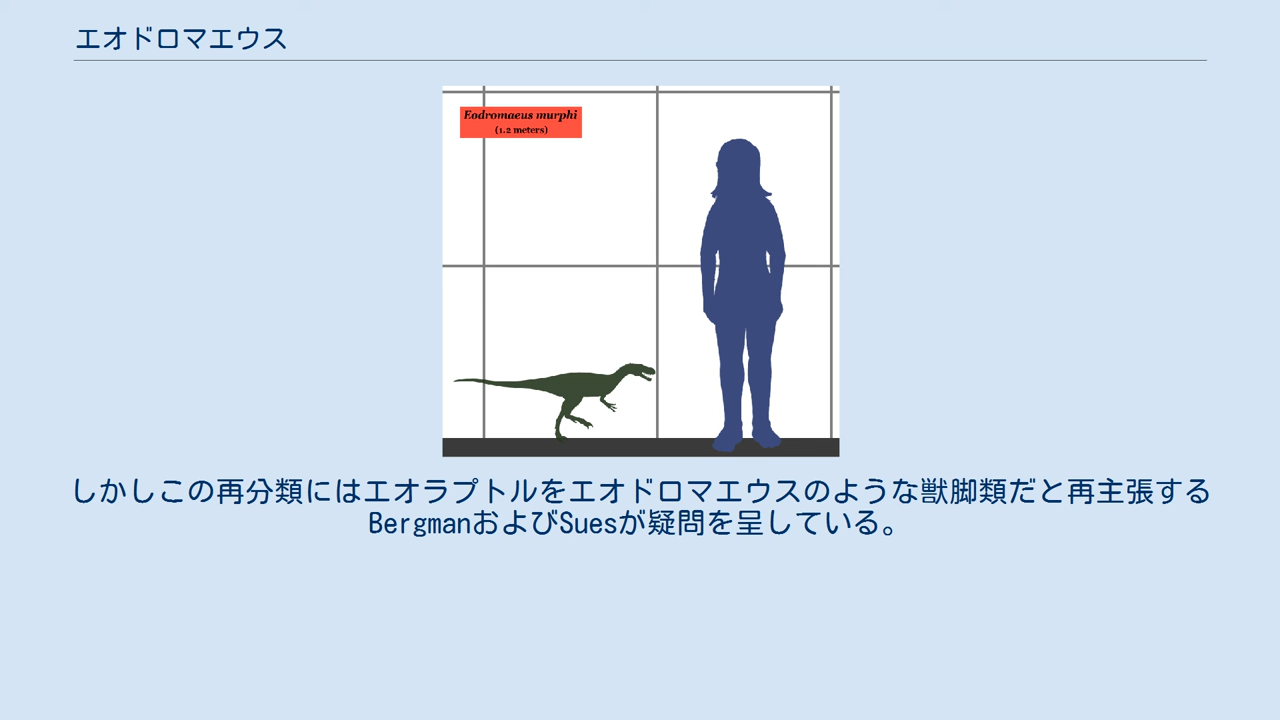 エオドロマエウス
Eodromaeus murphi
(1.2 meters)
しかしこの再分類にはエオラプトルをエオドロマエウスのような獣脚類だと再主張する
BergmanおよびSuesが疑問を呈している。